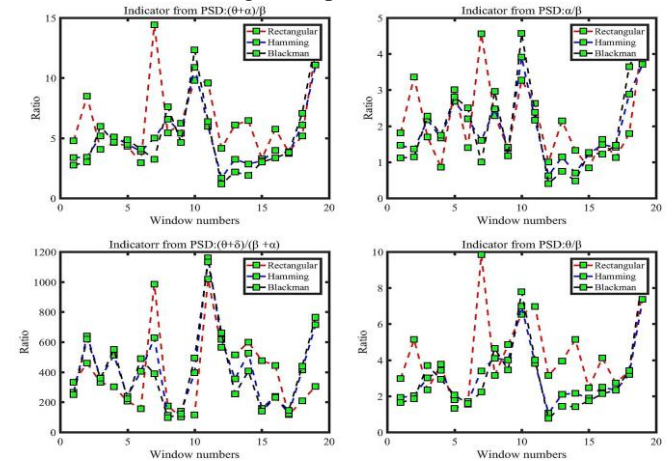 Indicator from PSD:(θ+α)/β
Ratio
15
10
5
0
Rectangular
Hamming
Blackman
0 5 10 15 20
Window numbers
Indicator from PSD:α/β
Ratio
5
4
3
2
1
0
Rectangular
Hamming
Blackman
0 5 10 15 20
Window numbers
Indicatorr from PSD:(θ+δ)/(β +α)
Ratio
1200
1000
800
600
400
200
0
Rectangular
Hamming
Blackman
0 5 10 15 20
Window numbers
Indicator from PSD:θ/β
Ratio
10
8
6
4
2
0
Rectangular
Hamming
Blackman
0 5 10 15 20
Window numbers